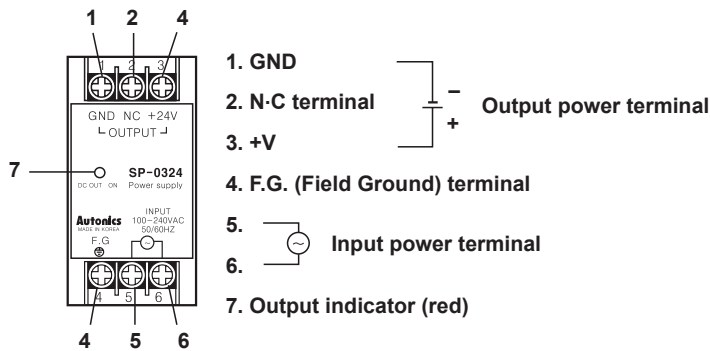 1 2 4
1 2 3
GND NC +24V
OUTPUT
7
SP-0324
DC OUT ON Power supply
INPUT
Autonics 100-240VAC
MADE IN KOREA 50/60HZ
F.G
~
4 5 6
4 5 6
1. GND
2. N·C terminal
3. +V
−
+
Output power terminal
4. F.G. (Field Ground) terminal
5.
~
Input power terminal
6.
7. Output indicator (red)